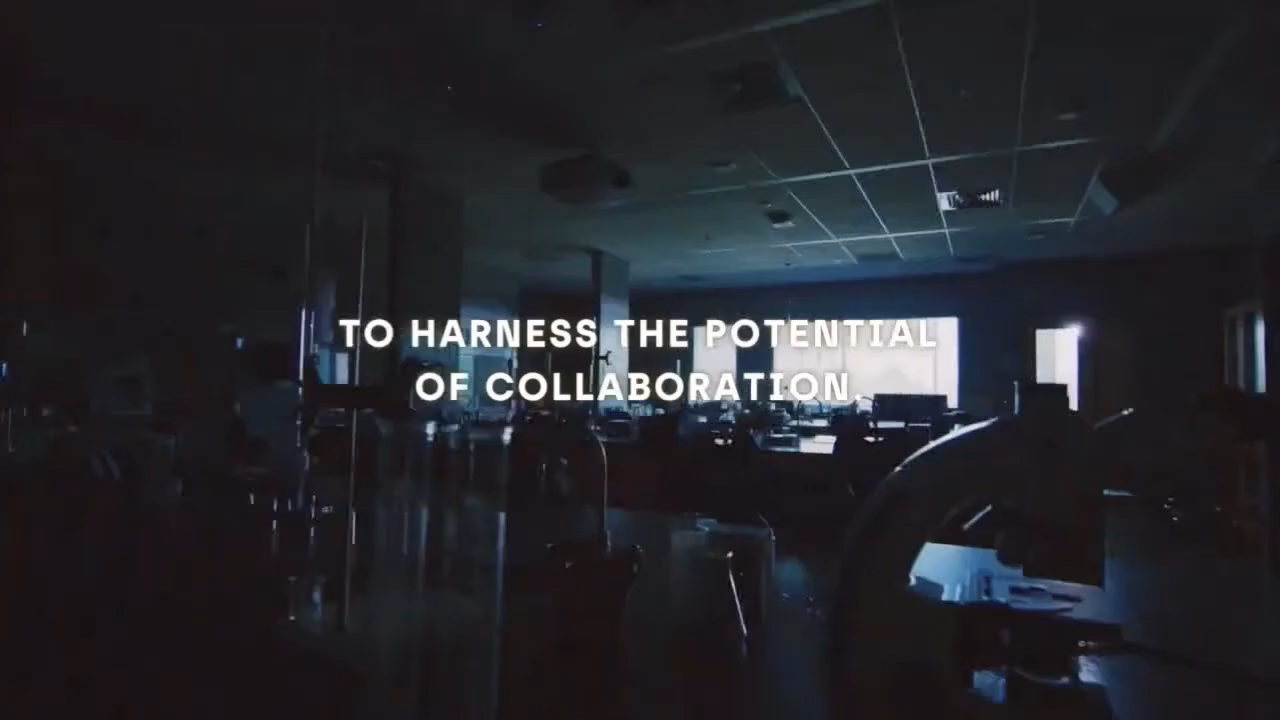 TO HARNESS THE POTENTIAL
OF COLLABORATION.